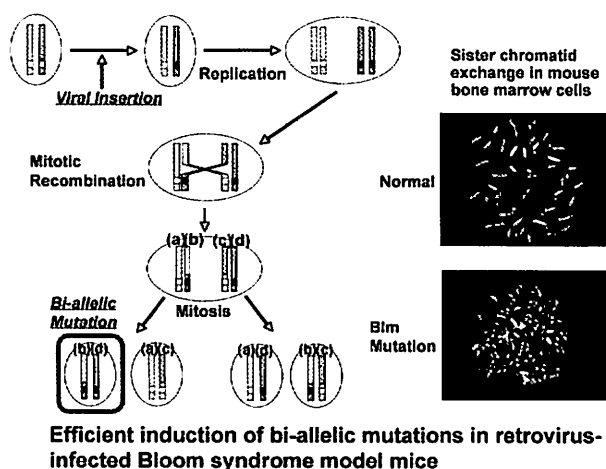 Viral Insertion
Replication
Mitotic
Recombination
(a)(b) (c)(d)
Bi-allelic
Mutation
Mitosis
(b)(d) (a)(c) (a)(d) (b)(c)
Sister chromatid
exchange in mouse
bone marrow cells
Normal
Blm
Mutation
Efficient induction of bi-allelic mutations in retrovirus-
infected Bloom syndrome model mice